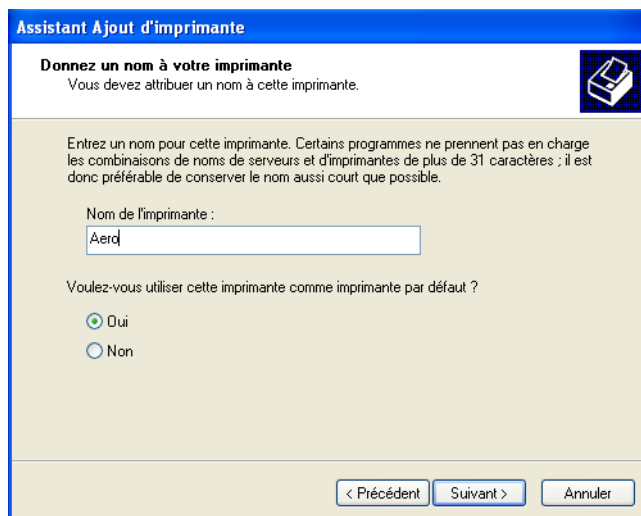 Assistant Ajout d'imprimante
Donnez un nom à votre imprimante
Vous devez attribuer un nom à cette imprimante.
Entrez un nom pour cette imprimante. Certains programmes ne prennent pas en charge
les combinaisons de noms de serveurs et d'imprimantes de plus de 31 caractères ; il est
donc préférable de conserver le nom aussi court que possible.
Nom de l'imprimante :
Aero
Voulez-vous utiliser cette imprimante comme imprimante par défaut ?
Oui
Non
< Précédent Suivant > Annuler